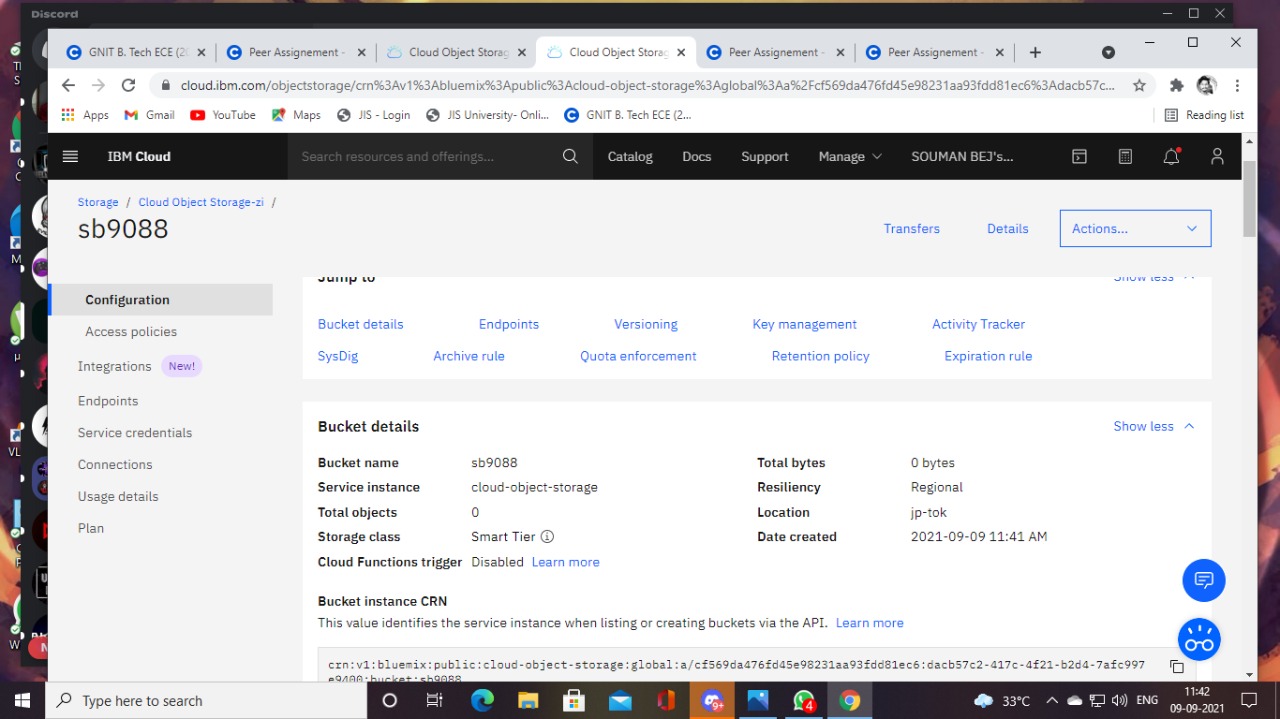 Discord
GNIT B. Tech ECE (20
Peer Assignement -
Cloud Object Storag
Cloud Object Storag
Peer Assignement -
Peer Assignement -
cloud.ibm.com/objectstorage/crn%3Av1%3Abluemix%3Apublic%3Acloud-object-storage%3Aglobal%3Aa%2Fcf569da476fd45e98231aa93fdd81ec6%3Adacb57c...
Apps
Gmail
YouTube
Maps
JIS - Login
JIS University- Onli...
GNIT B. Tech ECE (2...
Reading list
IBM Cloud
Search resources and offerings...
Catalog
Docs
Support
Manage
SOUMAN BEJ's...
Storage / Cloud Object Storage-zi /
sb9088
Transfers
Details
Actions...
Configuration
Access policies
Integrations New!
Endpoints
Service credentials
Connections
Usage details
Plan
Jump to
Show less
Bucket details
Endpoints
Versioning
Key management
Activity Tracker
SysDig
Archive rule
Quota enforcement
Retention policy
Expiration rule
Bucket details
Show less
Bucket name sb9088
Total bytes 0 bytes
Service instance cloud-object-storage
Resiliency Regional
Total objects 0
Location jp-tok
Storage class Smart Tier
Date created 2021-09-09 11:41 AM
Cloud Functions trigger Disabled Learn more
Bucket instance CRN
This value identifies the service instance when listing or creating buckets via the API. Learn more
crn:v1:bluemix:public:cloud-object-storage:global:a/cf569da476fd45e98231aa93fdd81ec6:dacb57c2-417c-4f21-b2d4-7afc997
e9400:bucket:sb9088
Type here to search
9+
4
33°C
ENG
11:42
09-09-2021